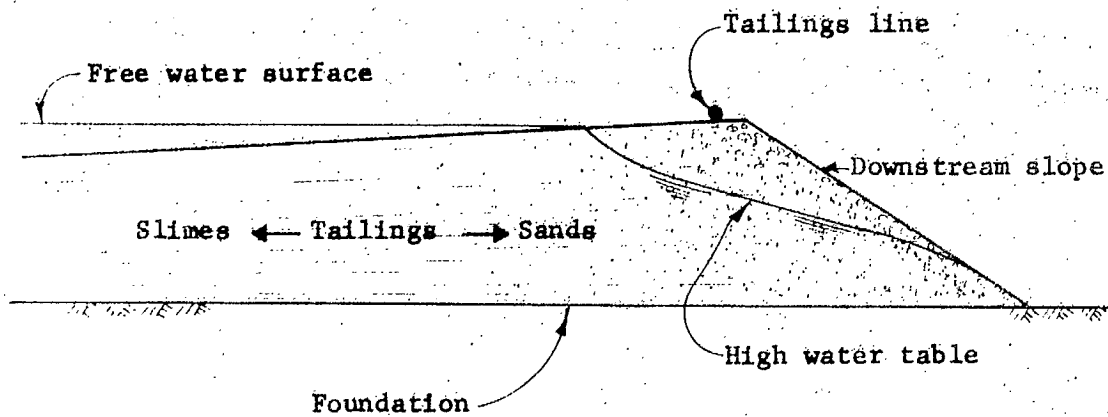 Tailings line
Free water surface
Downstream slope
Slimes Tailings Sands
High water table
Foundation